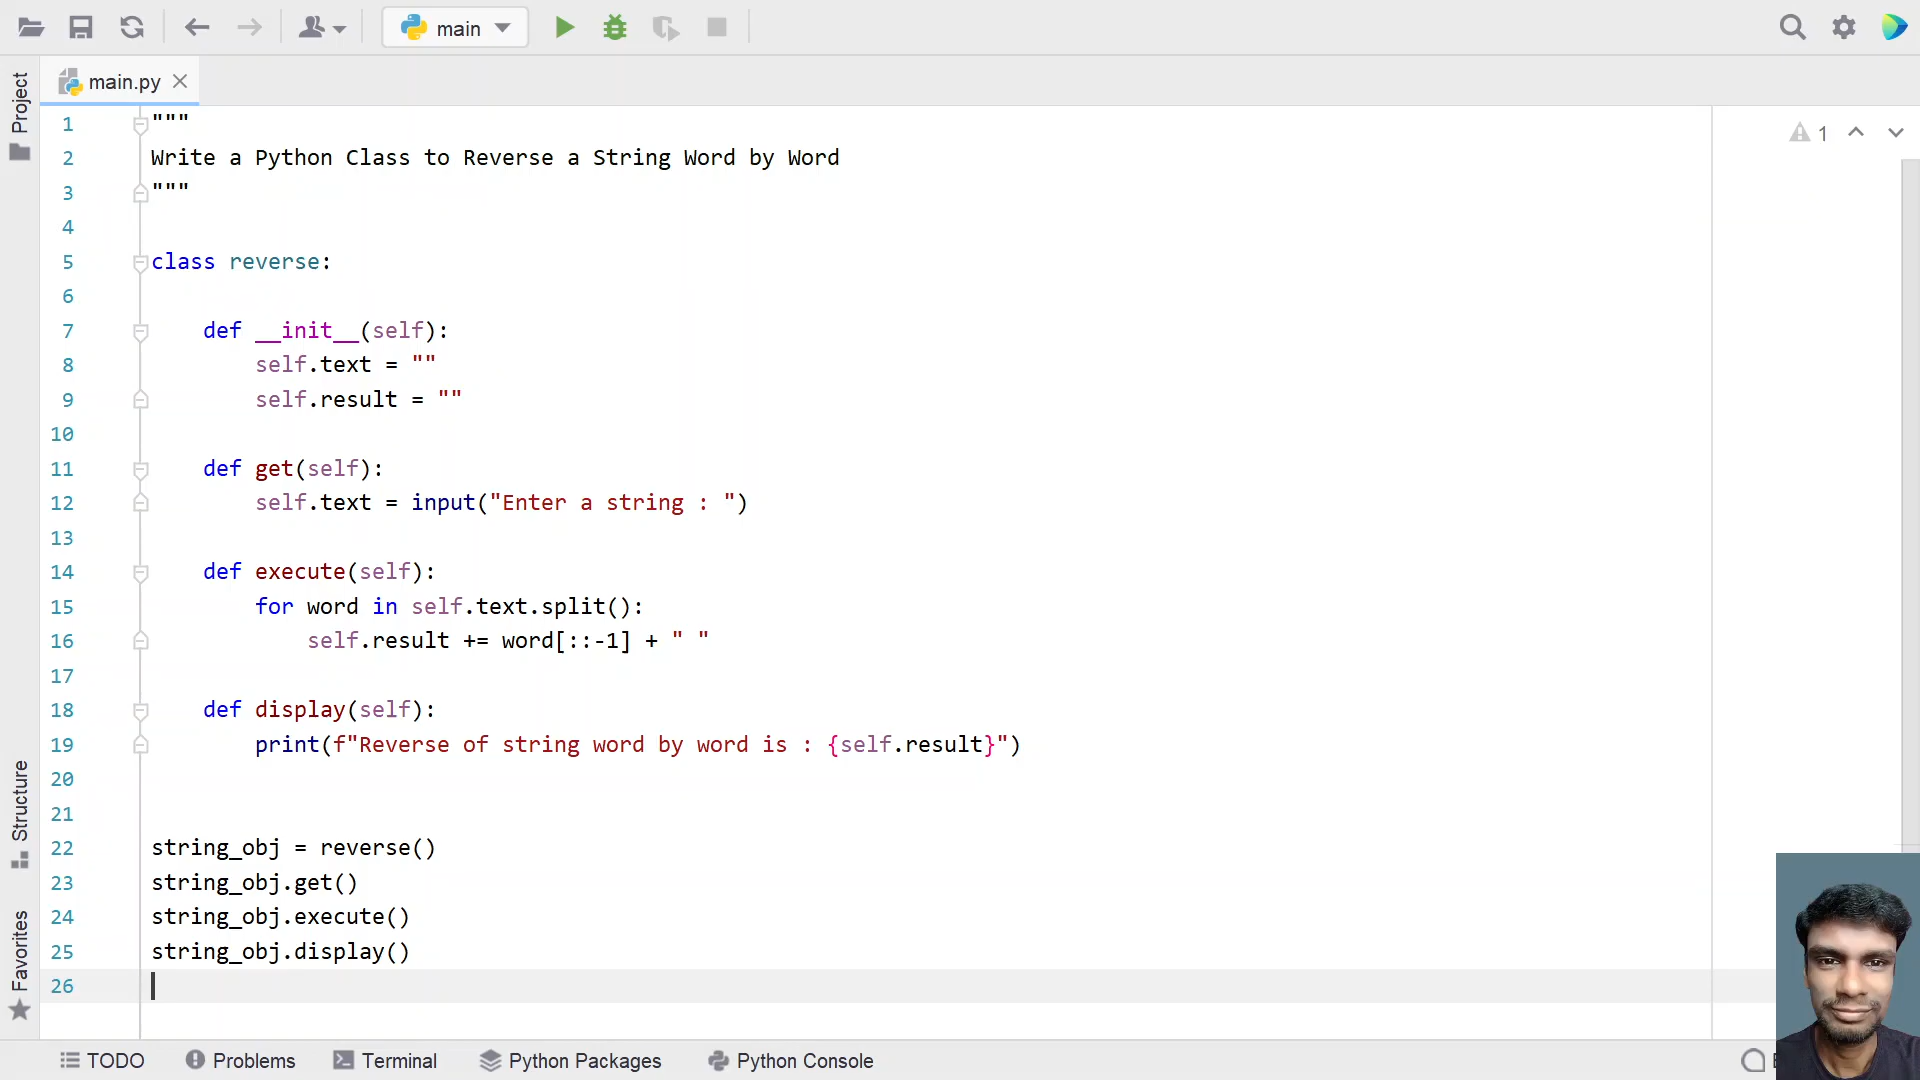 main
main.py
Project
1 """
2 Write a Python Class to Reverse a String Word by Word
3 """
4
5 class reverse:
6
7     def __init__(self):
8         self.text = ""
9         self.result = ""
10
11     def get(self):
12         self.text = input("Enter a string : ")
13
14     def execute(self):
15         for word in self.text.split():
16             self.result += word[::-1] + " "
17
18     def display(self):
19         print(f"Reverse of string word by word is : {self.result}")
20
21
22 string_obj = reverse()
23 string_obj.get()
24 string_obj.execute()
25 string_obj.display()
26
1
Structure
Favorites
TODO Problems Terminal Python Packages Python Console